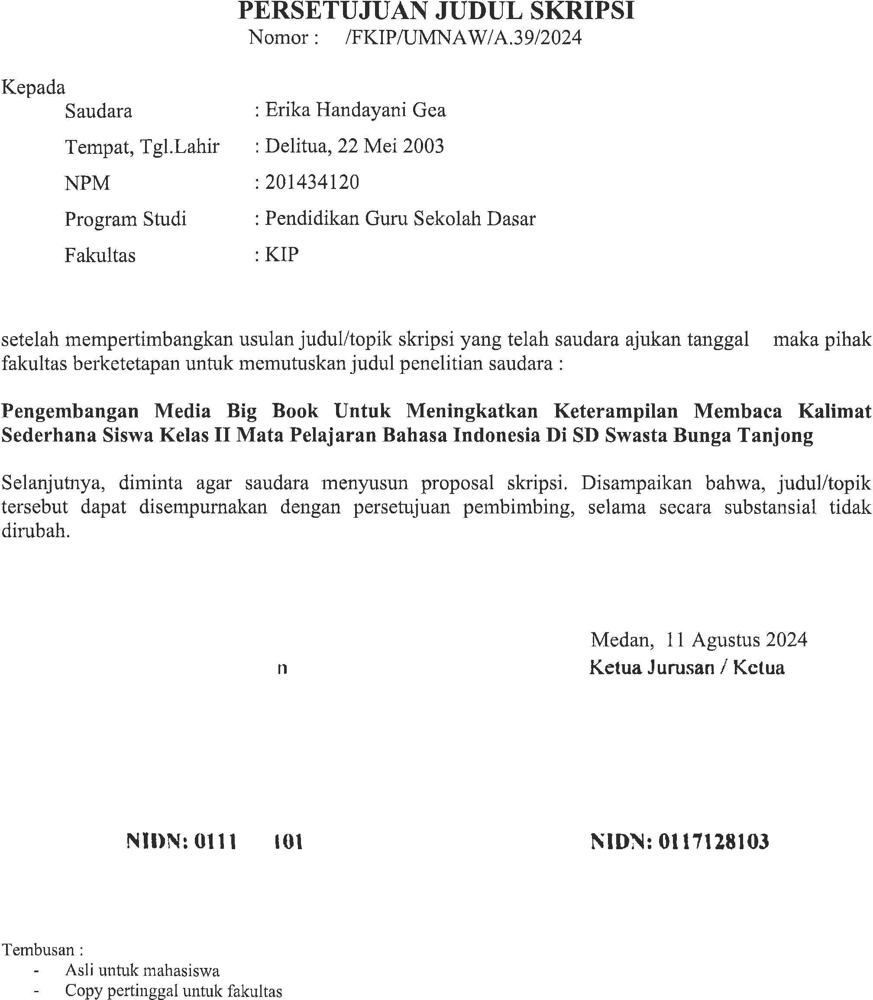 PERSETUJUAN JUDUL SKRIPSI
Nomor : /FKIP/UMNAW/A.39/2024
Kepada
Saudara : Erika Handayani Gea
Tempat, Tgl.Lahir : Delitua, 22 Mei 2003
NPM : 201434120
Program Studi : Pendidikan Guru Sekolah Dasar
Fakultas : KIP
setelah mempertimbangkan usulan judul/topik skripsi yang telah saudara ajukan tanggal maka pihak
fakultas berketetapan untuk memutuskan judul penelitian saudara :
Pengembangan Media Big Book Untuk Meningkatkan Keterampilan Membaca Kalimat
Sederhana Siswa Kelas II Mata Pelajaran Bahasa Indonesia Di SD Swasta Bunga Tanjong
Selanjutnya, diminta agar saudara menyusun proposal skripsi. Disampaikan bahwa, judul/topik
tersebut dapat disempurnakan dengan persetujuan pembimbing, selama secara substansial tidak
dirubah.
Medan, 11 Agustus 2024
n Ketua Jurusan / Ketua
NIDN: 0111 101 NIDN: 0117128103
Tembusan :
- Asli untuk mahasiswa
- Copy pertinggal untuk fakultas